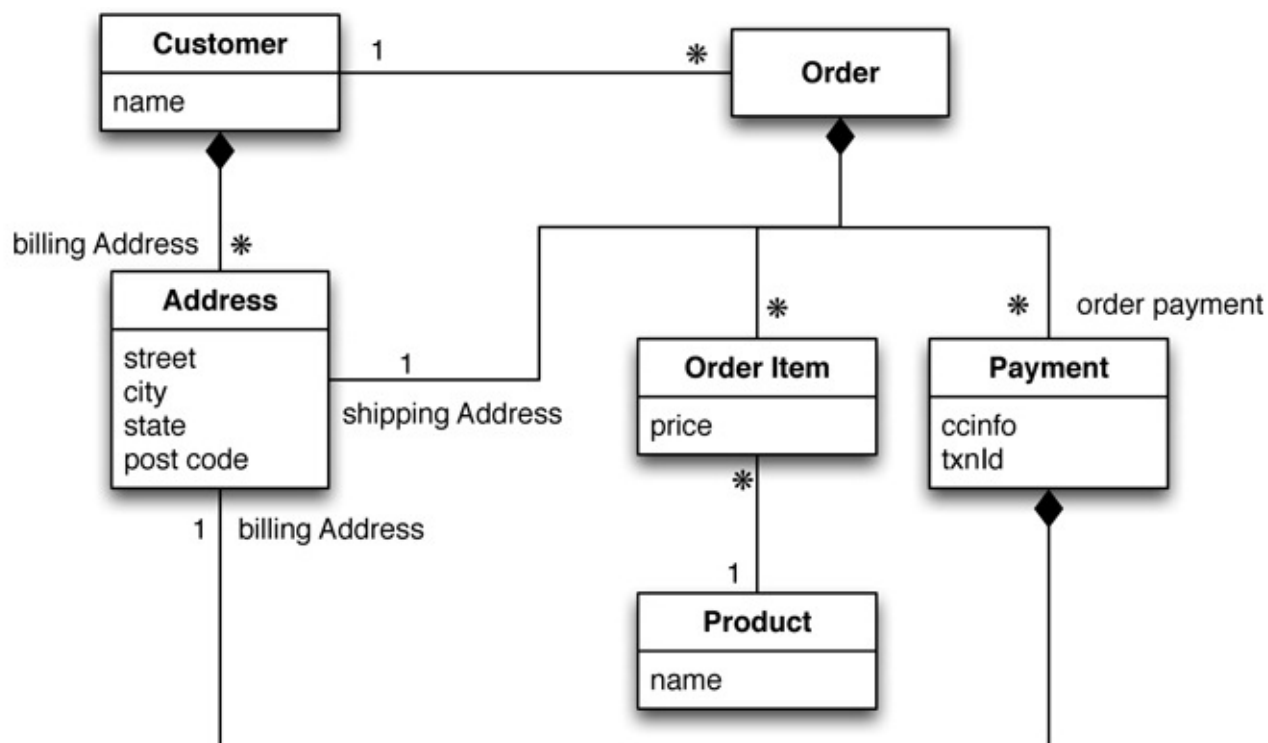 Customer
1
*
Order
name
billing Address
*
Address
street
city
state
post code
1
shipping Address
*
Order Item
price
*
order payment
Payment
ccinfo
txnId
*
1
billing Address
1
Product
name